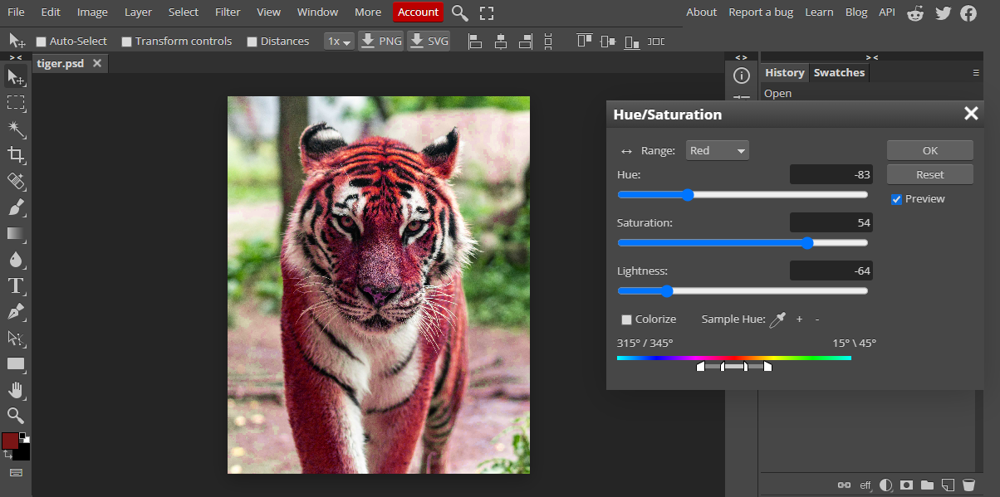 File Edit Image Layer Select Filter View Window More Account About Report a bug Learn Blog API
Auto-Select Transform controls Distances 1x PNG SVG
> < < > > <
tiger.psd
History Swatches
Open
Hue/Saturation
Range: Red OK
Hue: -83 Reset
Preview
Saturation: 54
Lightness: -64
Colorize Sample Hue: + -
315° / 345° 15° \ 45°
T
eff